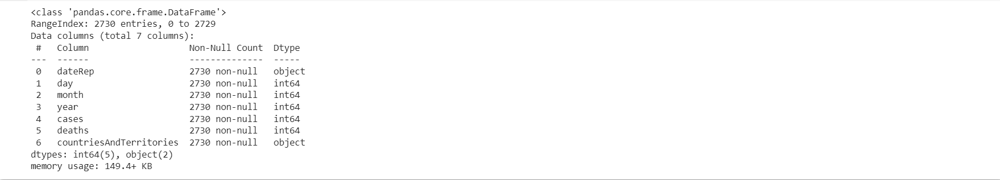 <class 'pandas.core.frame.DataFrame'>
RangeIndex: 2730 entries, 0 to 2729
Data columns (total 7 columns):
 #   Column                   Non-Null Count  Dtype
---  ------                   --------------  -----
 0   dateRep                  2730 non-null   object
 1   day                      2730 non-null   int64
 2   month                    2730 non-null   int64
 3   year                     2730 non-null   int64
 4   cases                    2730 non-null   int64
 5   deaths                   2730 non-null   int64
 6   countriesAndTerritories  2730 non-null   object
dtypes: int64(5), object(2)
memory usage: 149.4+ KB